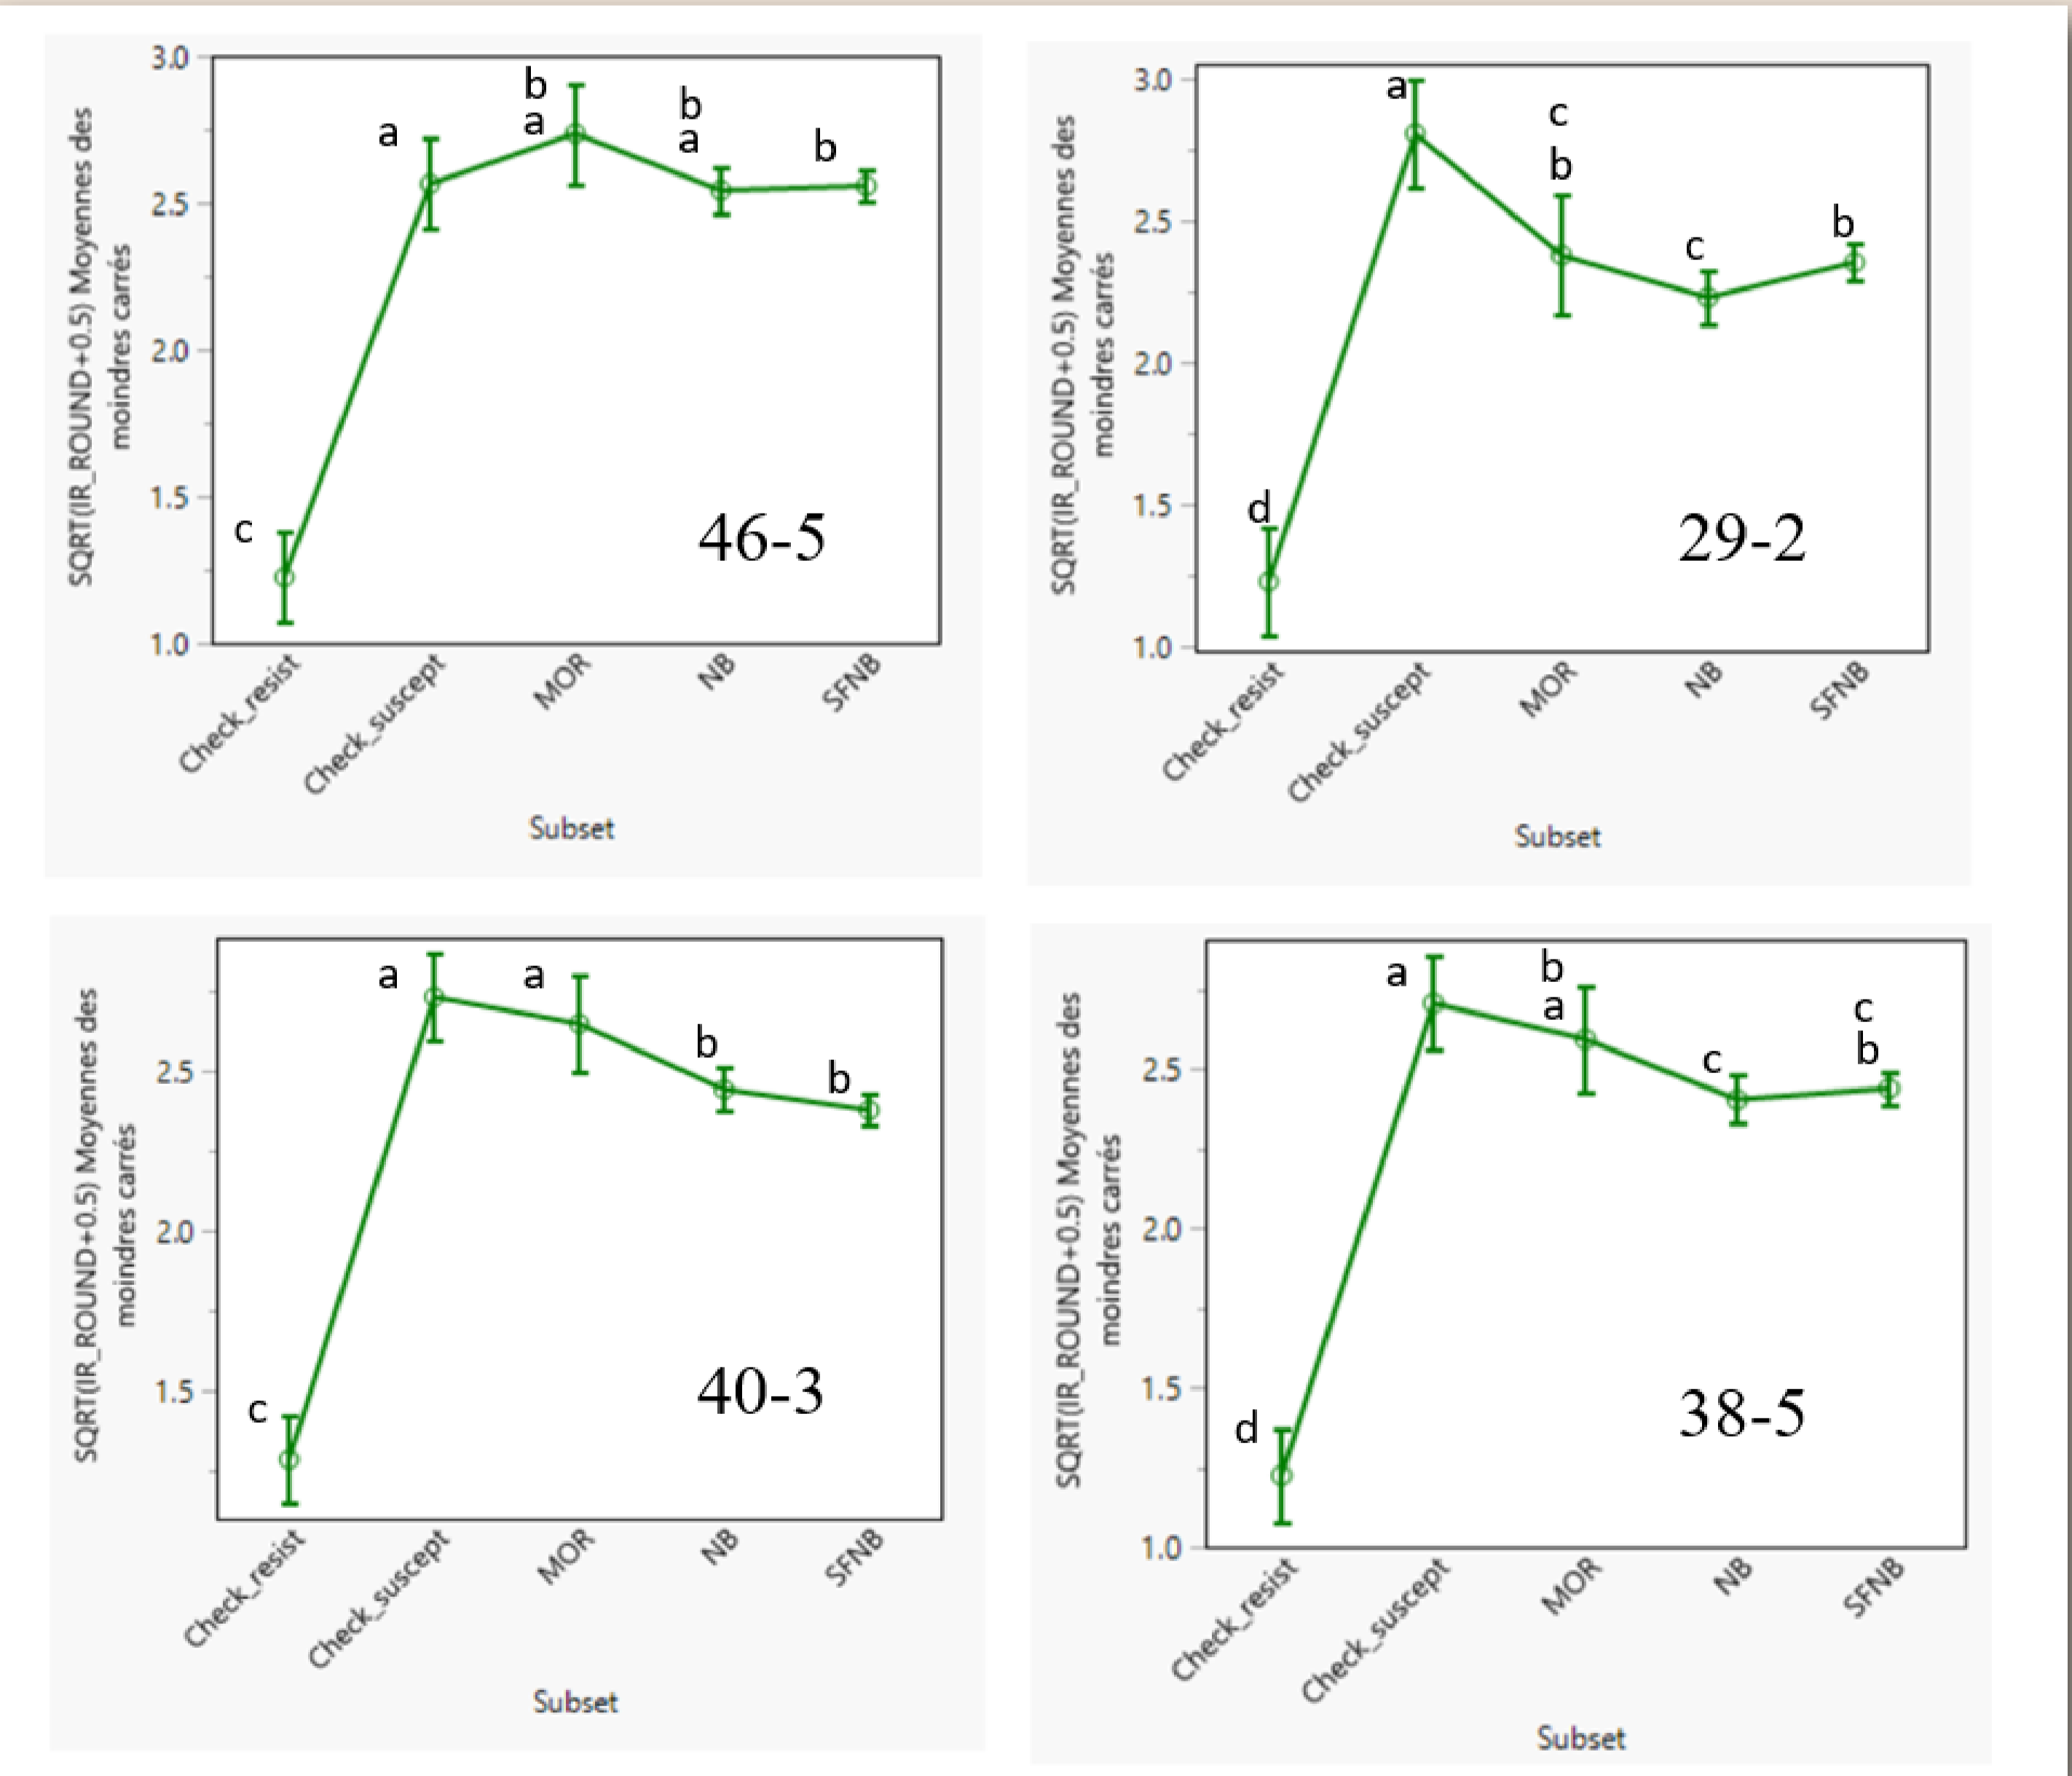 SQRT(IR_ROUND+0.5) Moyennes des
moindres carrés
3.0
2.5
2.0
1.5
1.0
c
a
b
a
b
a
b
46-5
Check_resist
Check_suscept
MOR
NB
SFNB
Subset
SQRT(IR_ROUND+0.5) Moyennes des
moindres carrés
3.0
2.5
2.0
1.5
1.0
d
a
c
b
c
b
29-2
Check_resist
Check_suscept
MOR
NB
SFNB
Subset
SQRT(IR_ROUND+0.5) Moyennes des
moindres carrés
2.5
2.0
1.5
c
a
a
b
b
40-3
Check_resist
Check_suscept
MOR
NB
SFNB
Subset
SQRT(IR_ROUND+0.5) Moyennes des
moindres carrés
2.5
2.0
1.5
1.0
d
a
b
a
c
c
b
38-5
Check_resist
Check_suscept
MOR
NB
SFNB
Subset